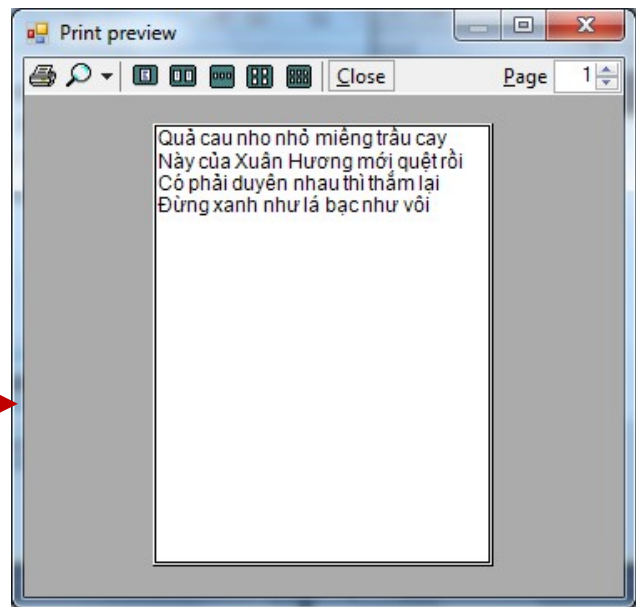 Print preview
Close Page 1
Quả cau nho nhỏ miếng trầu cay
Này của Xuân Hương mới quệt rồi
Có phải duyên nhau thì thắm lại
Đừng xanh như lá bạc như vôi